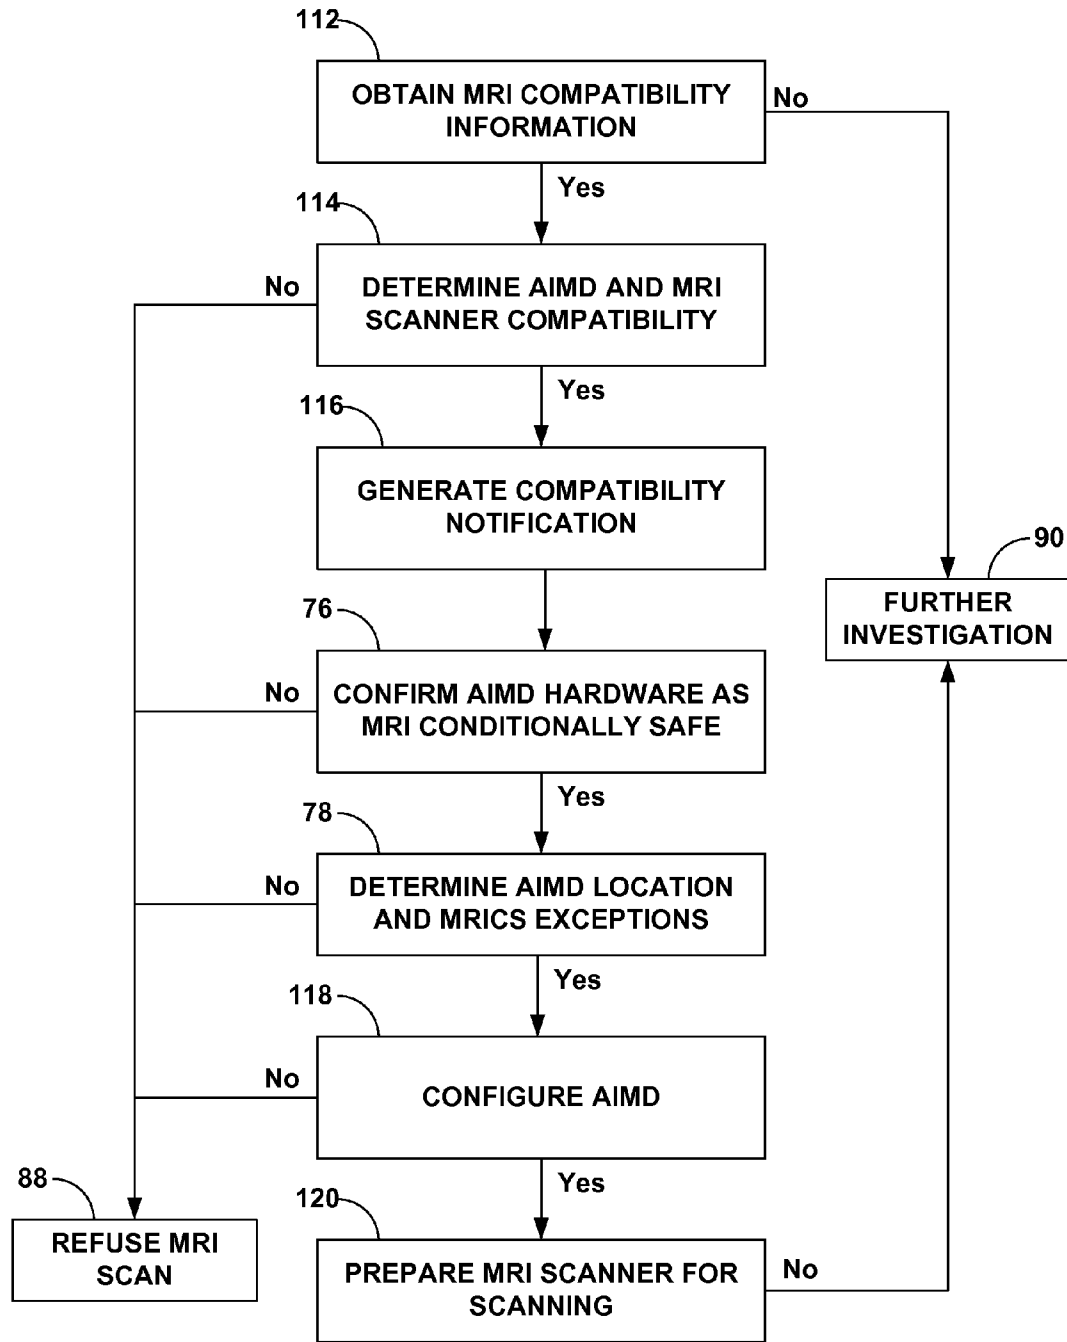 112
OBTAIN MRI COMPATIBILITY
INFORMATION
No
Yes
114
No
DETERMINE AIMD AND MRI
SCANNER COMPATIBILITY
Yes
116
GENERATE COMPATIBILITY
NOTIFICATION
90
FURTHER
INVESTIGATION
76
No
CONFIRM AIMD HARDWARE AS
MRI CONDITIONALLY SAFE
Yes
78
No
DETERMINE AIMD LOCATION
AND MRICS EXCEPTIONS
Yes
118
No
CONFIGURE AIMD
Yes
88
REFUSE MRI
SCAN
120
PREPARE MRI SCANNER FOR
SCANNING
No